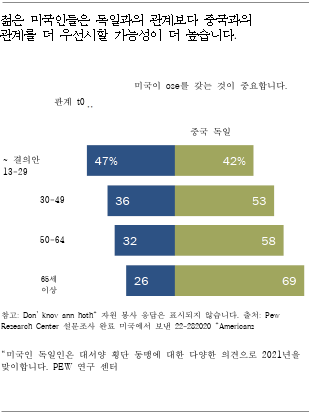 젊은 미국인들은 독일과의 관계보다 중국과의
관계를 더 우선시할 가능성이 더 높습니다.
미국이 ose를 갖는 것이 중요합니다.
관계 t0 ..
중국 독일
~ 결의안
13-29
47% 42%
30-49 36 53
50-64 32 58
65세
이상
26 69
참고: Don' knov ann hoth" 자원 봉사 응답은 표시되지 않습니다. 출처: Pew
Research Center 설문조사 완료 미국에서 보낸 22-282020 ~Americans
"미국인 독일인은 대서양 횡단 동맹에 대한 다양한 의견으로 2021년을
맞이합니다. PEW 연구 센터